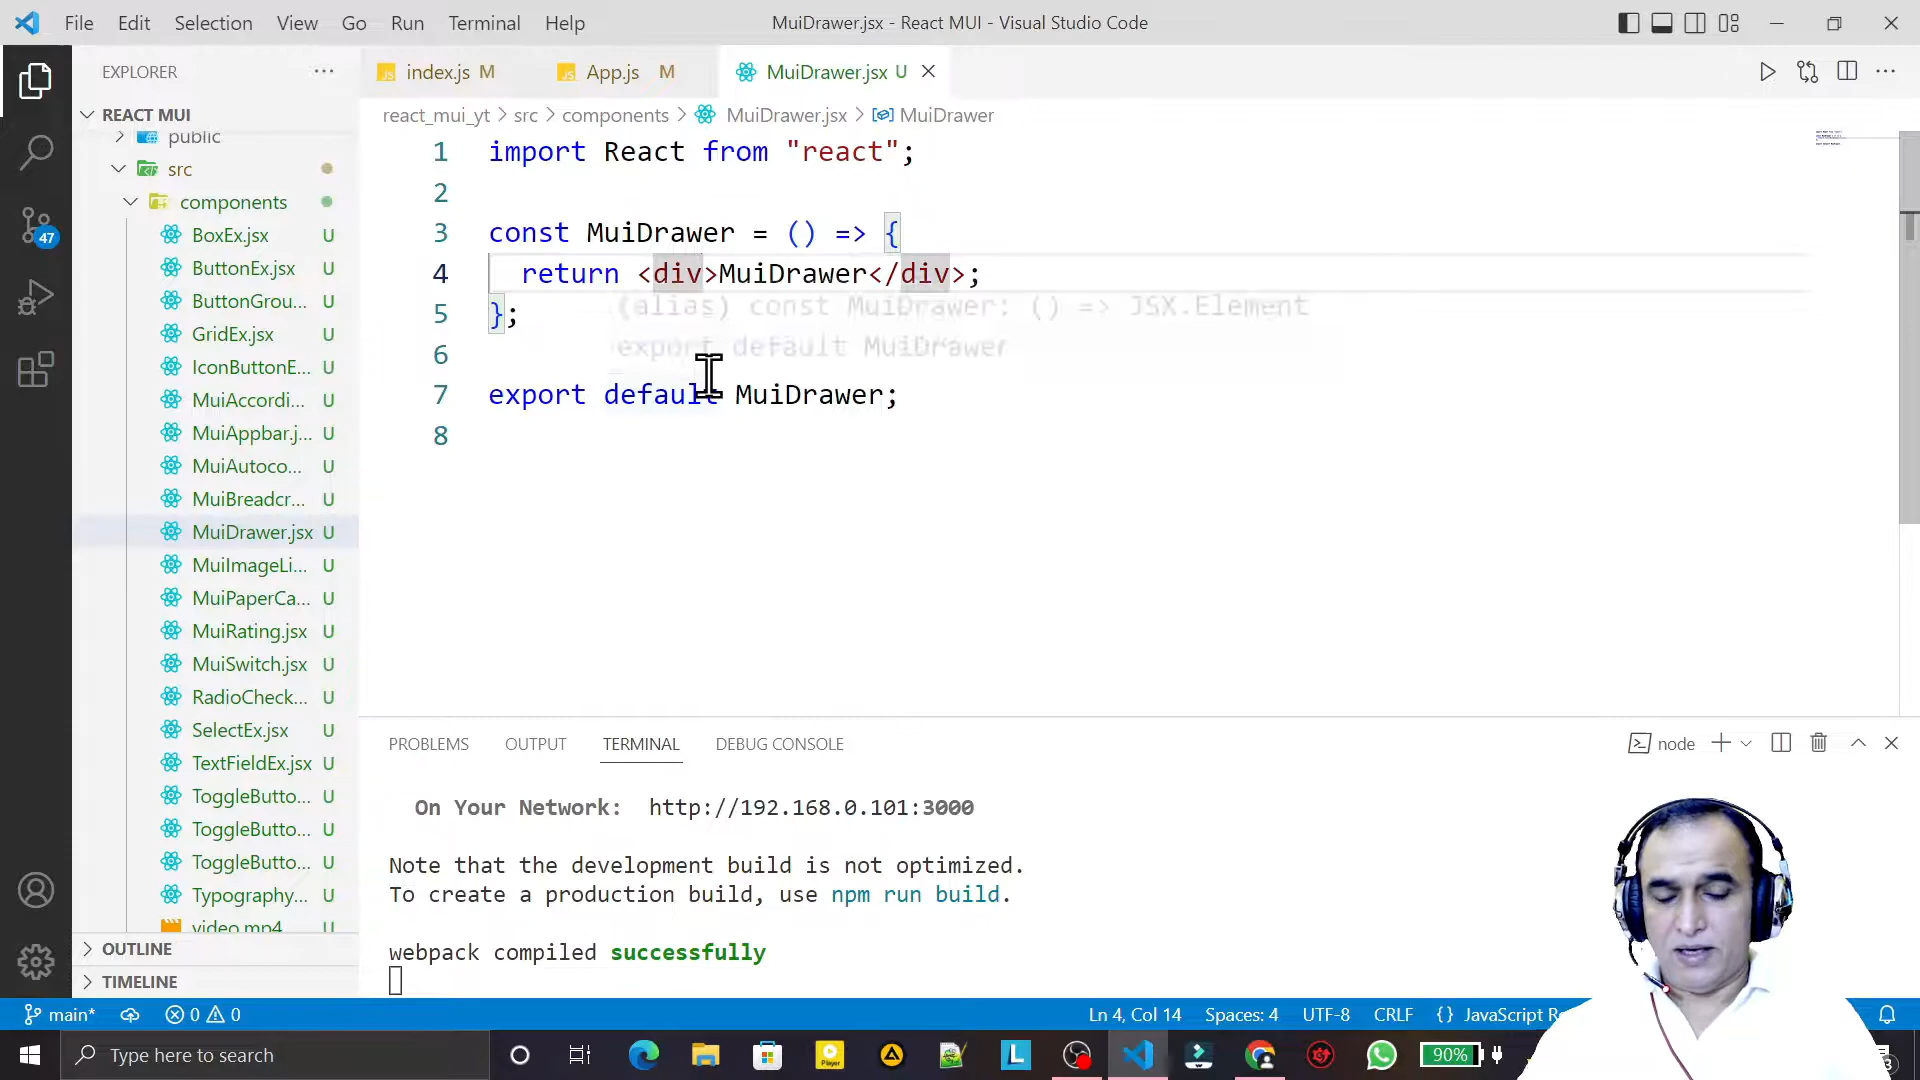 File Edit Selection View Go Run Terminal Help
MuiDrawer.jsx - React MUI - Visual Studio Code
EXPLORER
index.js M
App.js M
MuiDrawer.jsx U
REACT MUI
react_mui_yt > src > components > MuiDrawer.jsx > MuiDrawer
public
src
components
BoxEx.jsx U
ButtonEx.jsx U
ButtonGrou... U
GridEx.jsx U
IconButtonE... U
MuiAccordi... U
MuiAppbar.j... U
MuiAutoco... U
MuiBreadcr... U
MuiDrawer.jsx U
MuiImageLi... U
MuiPaperCa... U
MuiRating.jsx U
MuiSwitch.jsx U
RadioCheck... U
SelectEx.jsx U
TextFieldEx.jsx U
ToggleButto... U
ToggleButto... U
ToggleButto... U
Typography... U
video.mp4 U
OUTLINE
TIMELINE
47
1 import React from "react";
2
3 const MuiDrawer = () => {
4 return <div>MuiDrawer</div>;
(alias) const MuiDrawer: () => JSX.Element
5 };
export default MuiDrawer
6
7 export default MuiDrawer;
8
PROBLEMS OUTPUT TERMINAL DEBUG CONSOLE
node
On Your Network: http://192.168.0.101:3000
Note that the development build is not optimized.
To create a production build, use npm run build.
webpack compiled successfully
main* 0 0
Ln 4, Col 14 Spaces: 4 UTF-8 CRLF {} JavaScript
Type here to search
Player
L
90%